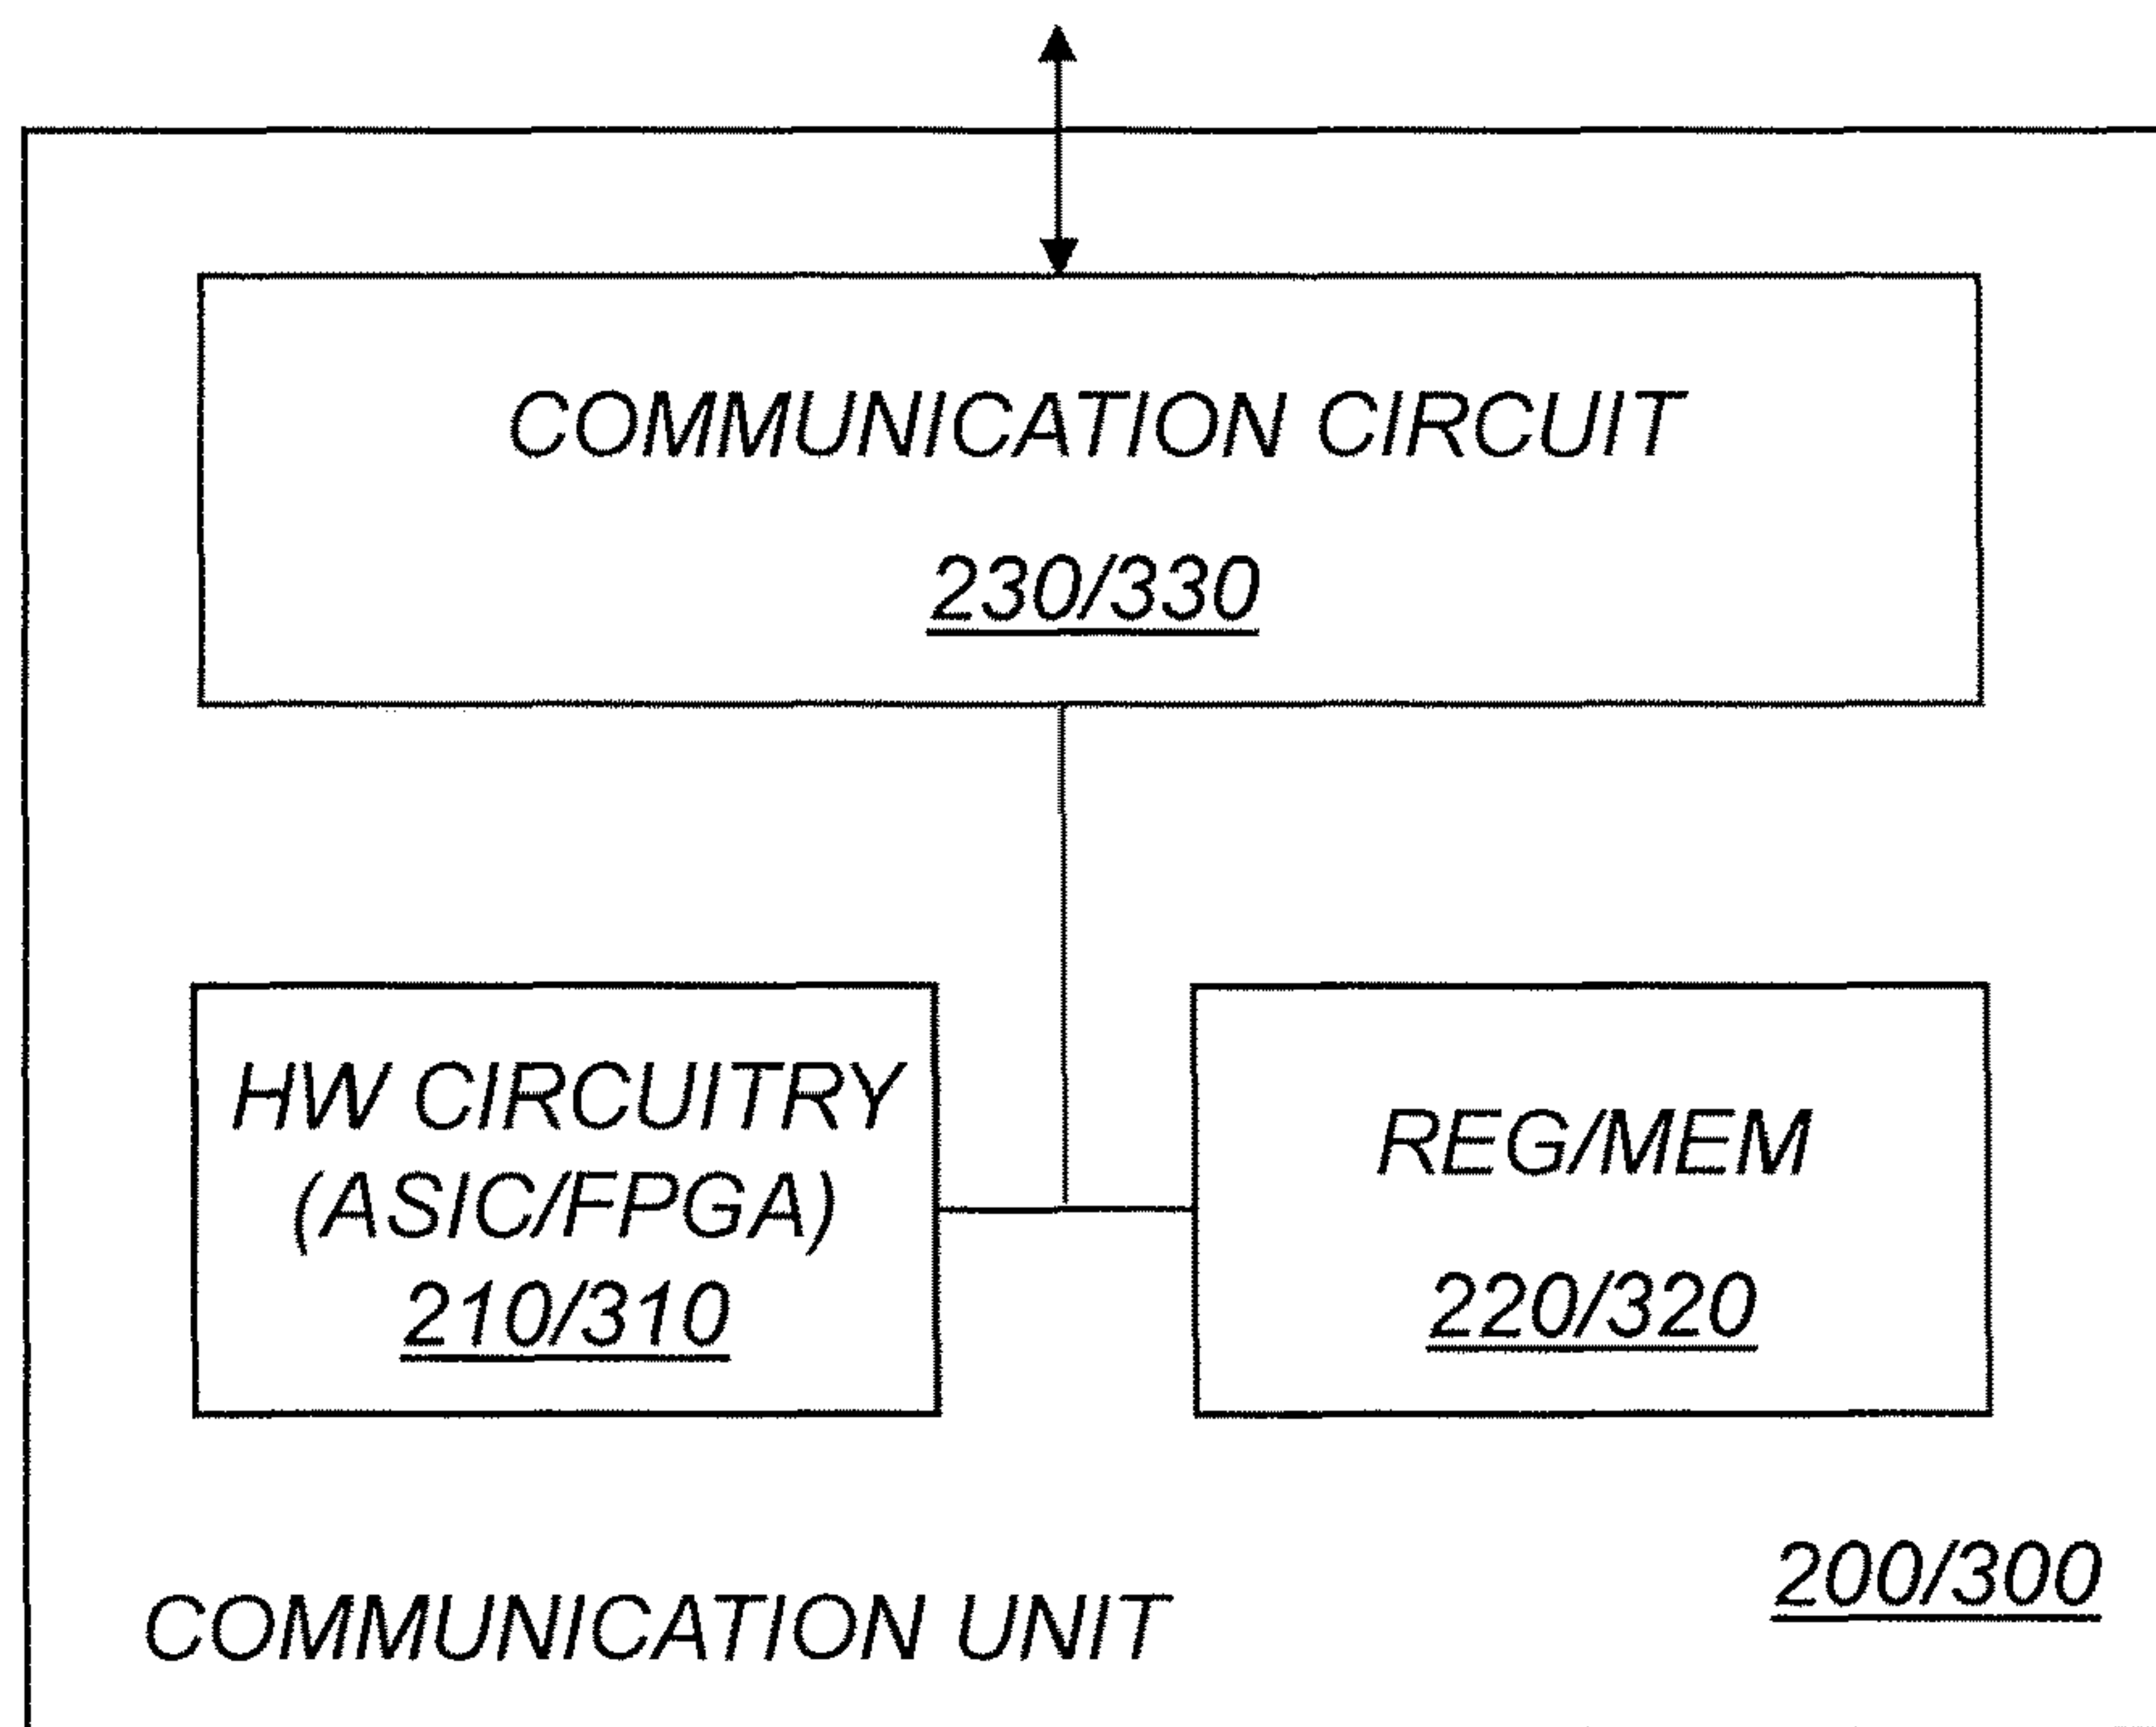 COMMUNICATION CIRCUIT
230/330
HW CIRCUITRY
(ASIC/FPGA)
210/310
REG/MEM
220/320
200/300
COMMUNICATION UNIT